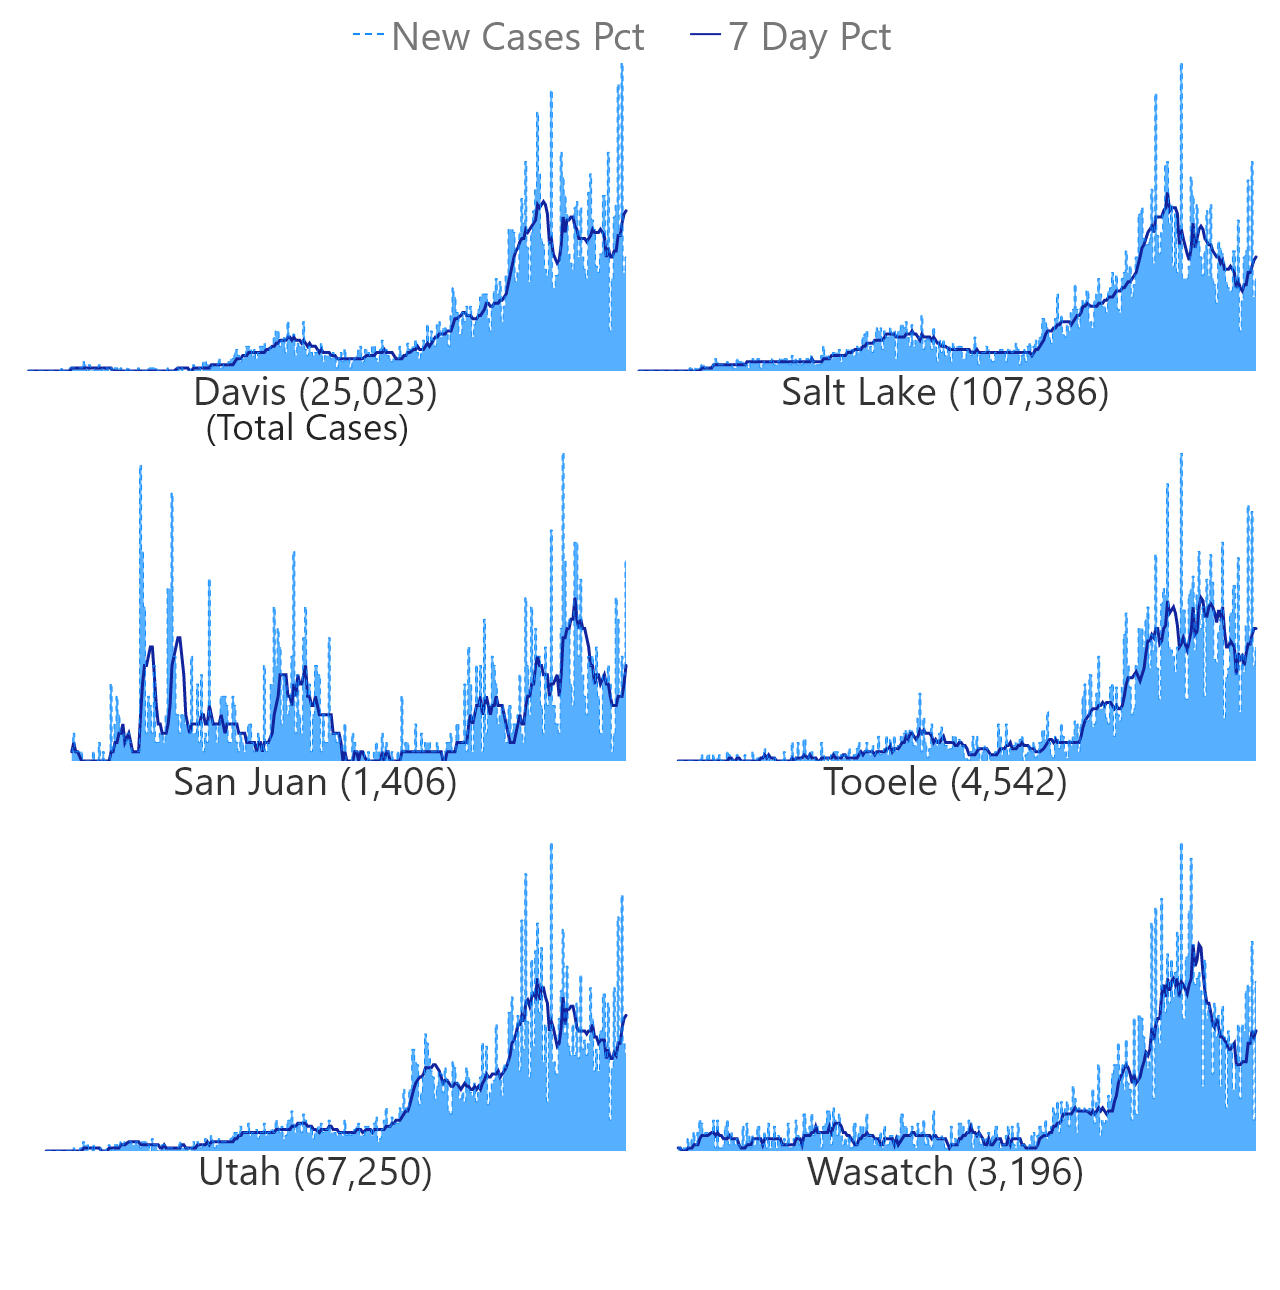 New Cases Pct 7 Day Pct
Davis (25,023) Salt Lake (107,386)
(Total Cases)
San Juan (1,406) Tooele (4,542)
Utah (67,250) Wasatch (3,196)